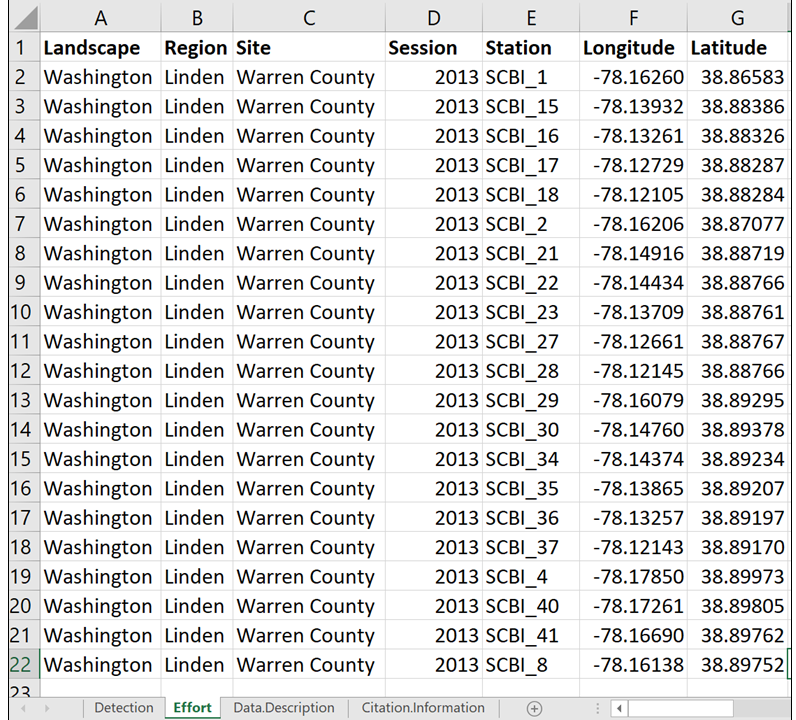 A B C D E F G
1 Landscape Region Site Session Station Longitude Latitude
2 Washington Linden Warren County 2013 SCBI_1 -78.16260 38.86583
3 Washington Linden Warren County 2013 SCBI_15 -78.13932 38.88386
4 Washington Linden Warren County 2013 SCBI_16 -78.13261 38.88326
5 Washington Linden Warren County 2013 SCBI_17 -78.12729 38.88287
6 Washington Linden Warren County 2013 SCBI_18 -78.12105 38.88284
7 Washington Linden Warren County 2013 SCBI_2 -78.16206 38.87077
8 Washington Linden Warren County 2013 SCBI_21 -78.14916 38.88719
9 Washington Linden Warren County 2013 SCBI_22 -78.14434 38.88766
10 Washington Linden Warren County 2013 SCBI_23 -78.13709 38.88761
11 Washington Linden Warren County 2013 SCBI_27 -78.12661 38.88767
12 Washington Linden Warren County 2013 SCBI_28 -78.12145 38.88766
13 Washington Linden Warren County 2013 SCBI_29 -78.16079 38.89295
14 Washington Linden Warren County 2013 SCBI_30 -78.14760 38.89378
15 Washington Linden Warren County 2013 SCBI_34 -78.14374 38.89234
16 Washington Linden Warren County 2013 SCBI_35 -78.13865 38.89207
17 Washington Linden Warren County 2013 SCBI_36 -78.13257 38.89197
18 Washington Linden Warren County 2013 SCBI_37 -78.12143 38.89170
19 Washington Linden Warren County 2013 SCBI_4 -78.17850 38.89973
20 Washington Linden Warren County 2013 SCBI_40 -78.17261 38.89805
21 Washington Linden Warren County 2013 SCBI_41 -78.16690 38.89762
22 Washington Linden Warren County 2013 SCBI_8 -78.16138 38.89752
23
Detection Effort Data.Description Citation.Information